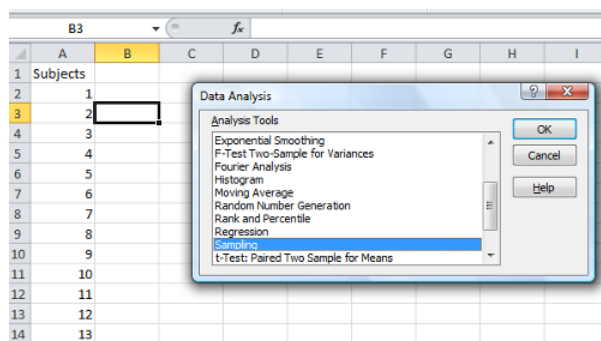 B3 fx
A B C D E F G H I
1 Subjects
2 1
3 2
4 3
5 4
6 5
7 6
8 7
9 8
10 9
11 10
12 11
13 12
14 13
Data Analysis
Analysis Tools
Exponential Smoothing
F-Test Two-Sample for Variances
Fourier Analysis
Histogram
Moving Average
Random Number Generation
Rank and Percentile
Regression
Sampling
t-Test: Paired Two Sample for Means
?
X
OK
Cancel
Help